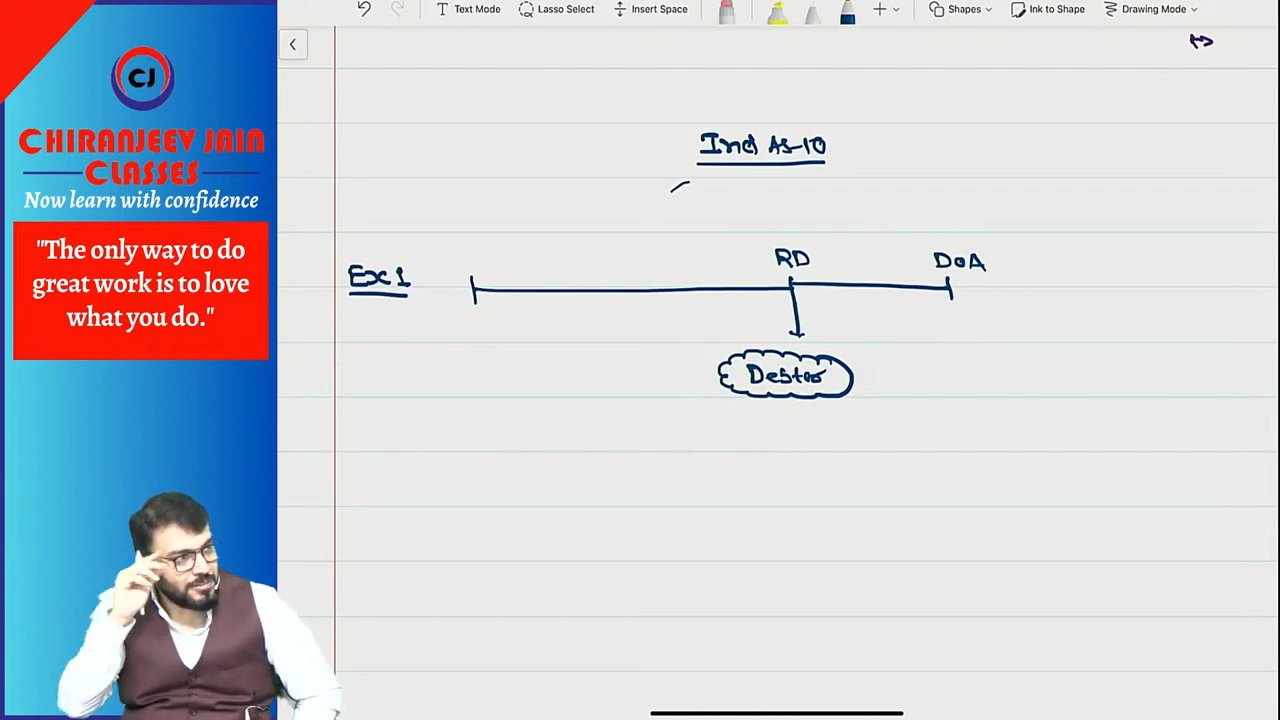 Text Mode
Lasso Select
Insert Space
Shapes
Ink to Shape
Drawing Mode
CJ
CHIRANJEEV JAIN
CLASSES
Now learn with confidence
"The only way to do
great work is to love
what you do."
Ind AS-10
Ex 1
RD
DOA
Debtor